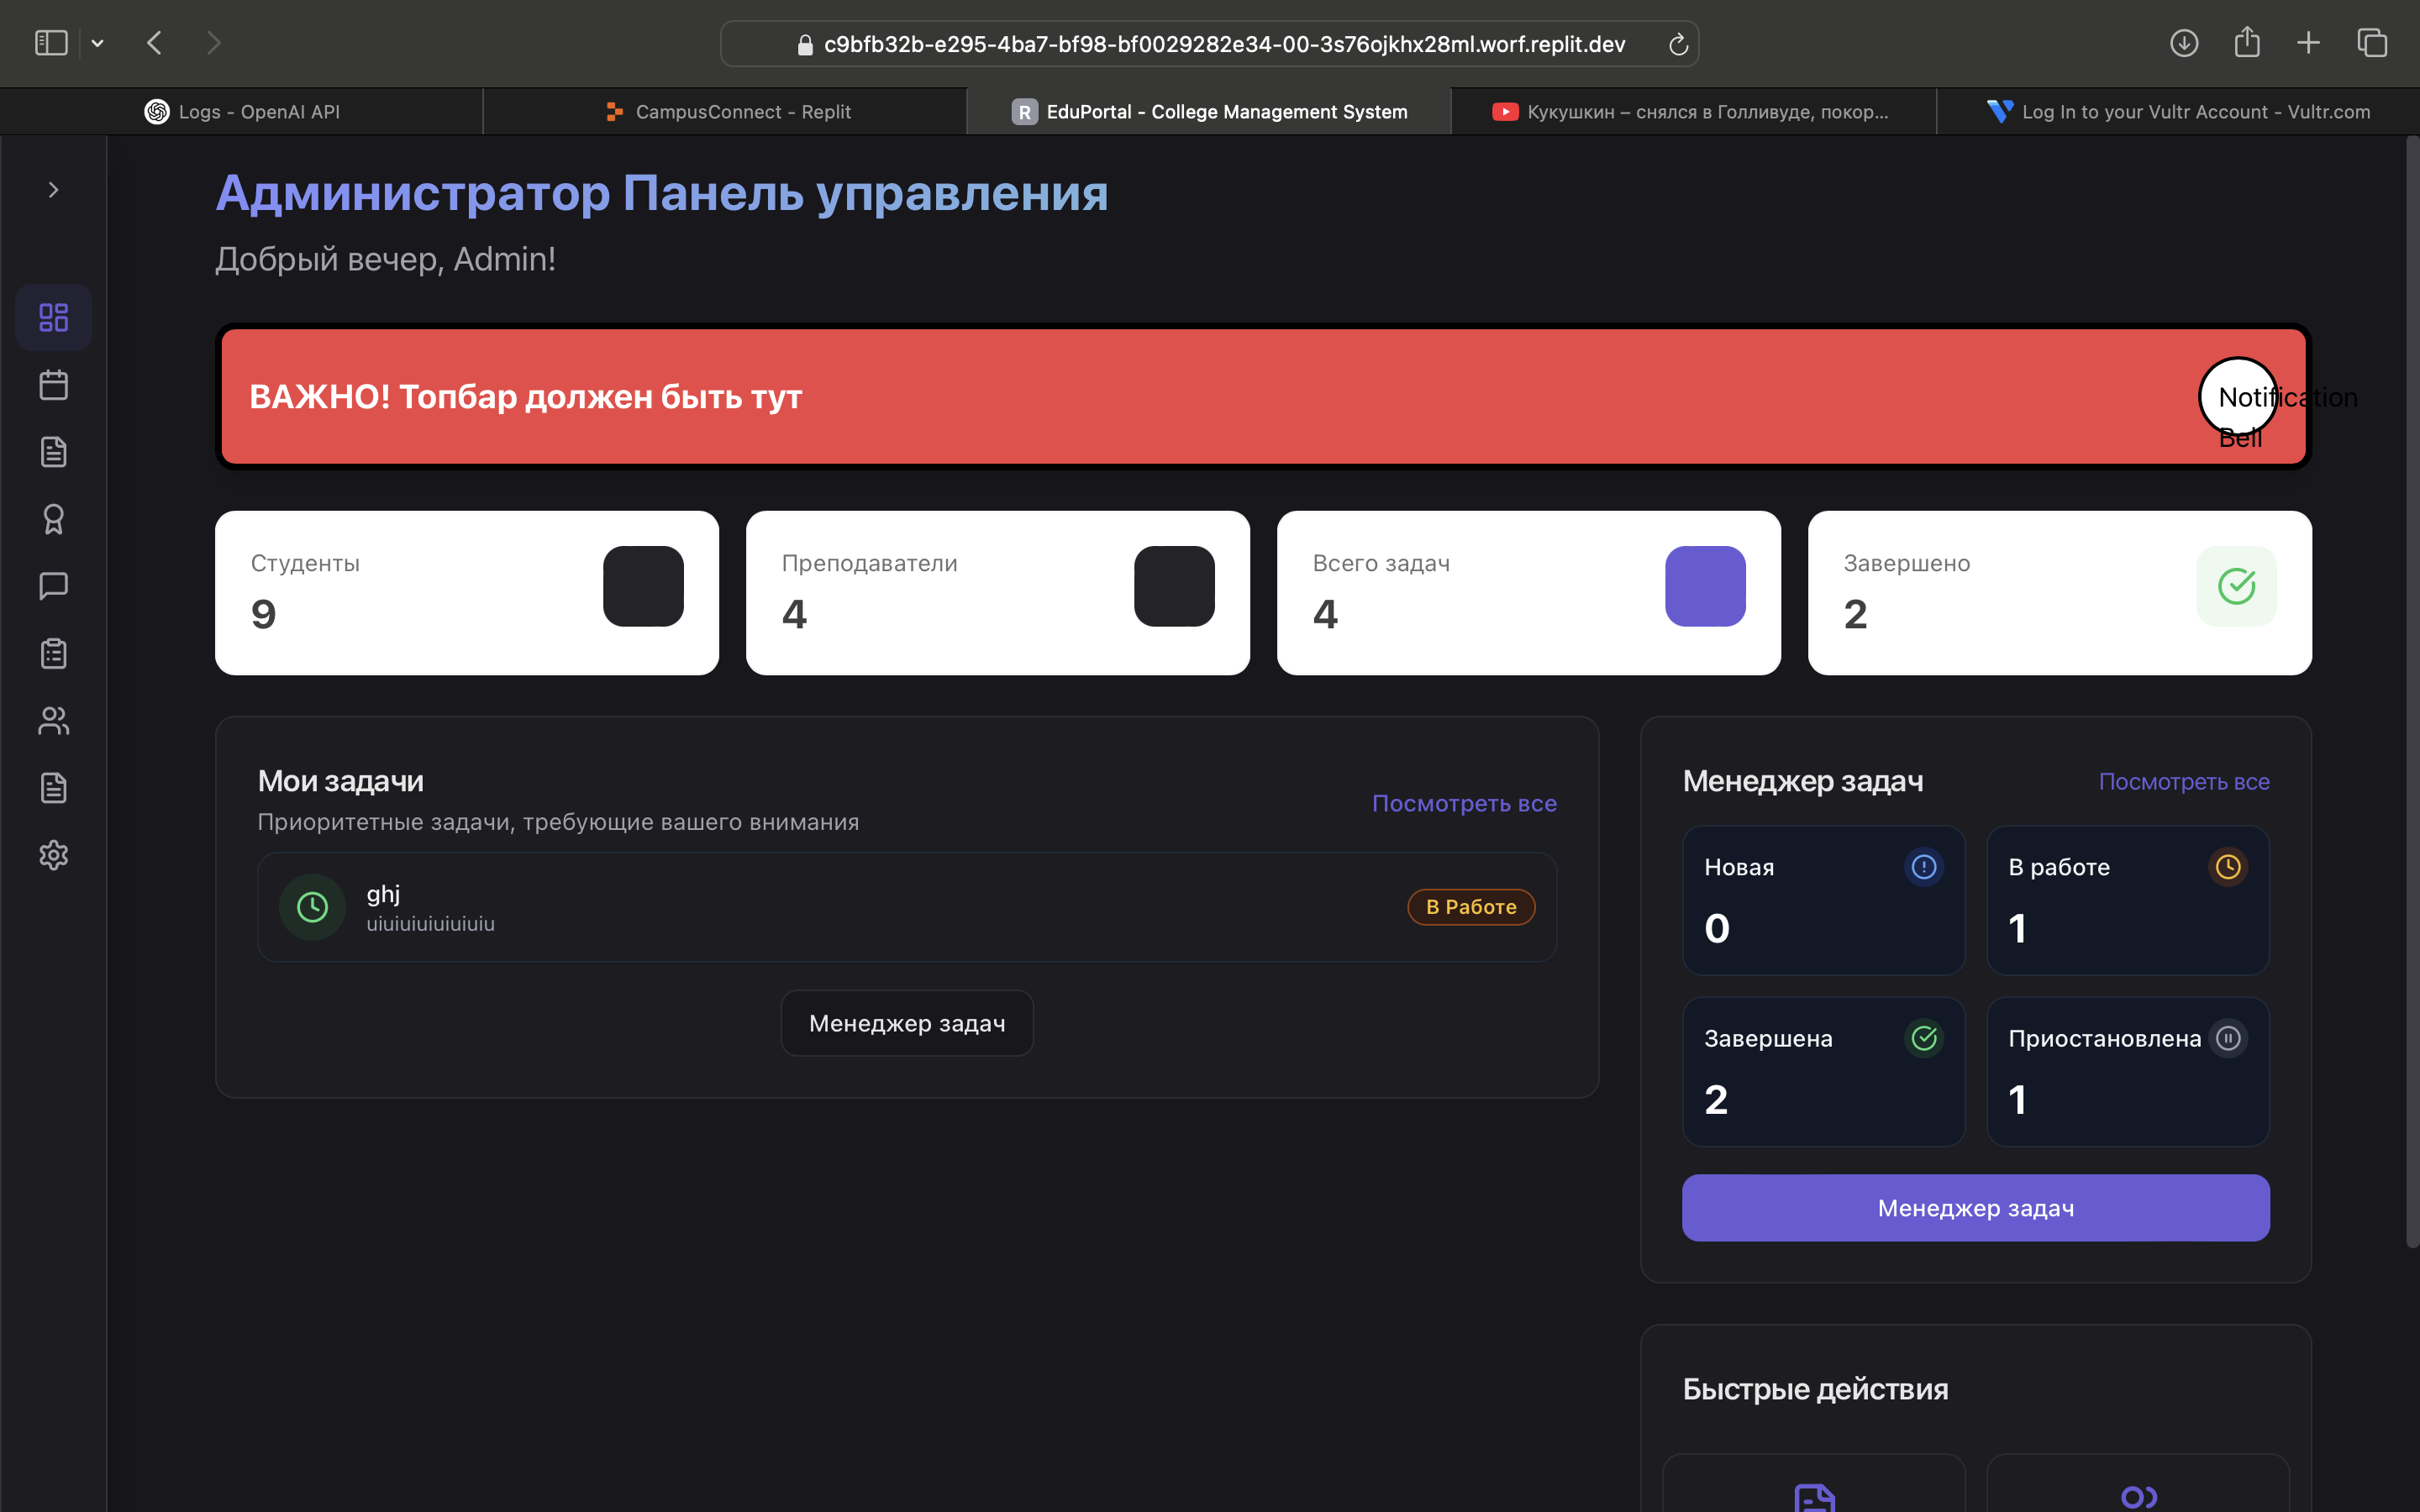 c9bfb32b-e295-4ba7-bf98-bf0029282e34-00-3s76ojkhx28ml.worf.replit.dev
Logs - OpenAI API
CampusConnect - Replit
R EduPortal - College Management System
Кукушкин – снялся в Голливуде, покор...
Log In to your Vultr Account - Vultr.com
Администратор Панель управления
Добрый вечер, Admin!
ВАЖНО! Топбар должен быть тут
Notification
Bell
Студенты
9
Преподаватели
4
Всего задач
4
Завершено
2
Мои задачи
Приоритетные задачи, требующие вашего внимания
Посмотреть все
ghj
uiuiuiuiuiuiuiu
В Работе
Менеджер задач
Менеджер задач
Посмотреть все
Новая
0
В работе
1
Завершена
2
Приостановлена
1
Менеджер задач
Быстрые действия